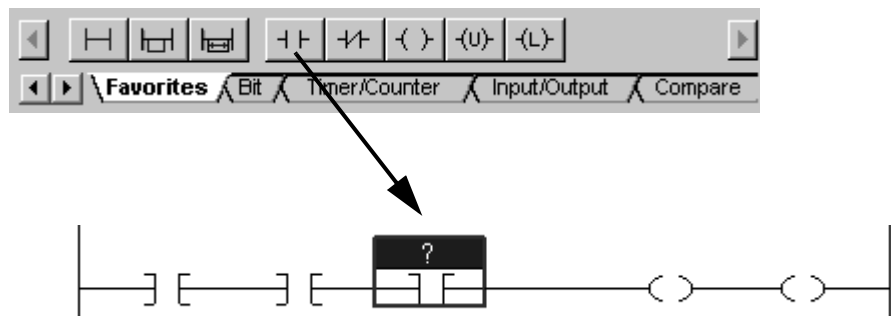 (U) (L)
Favorites Bit Timer/Counter Input/Output Compare
?